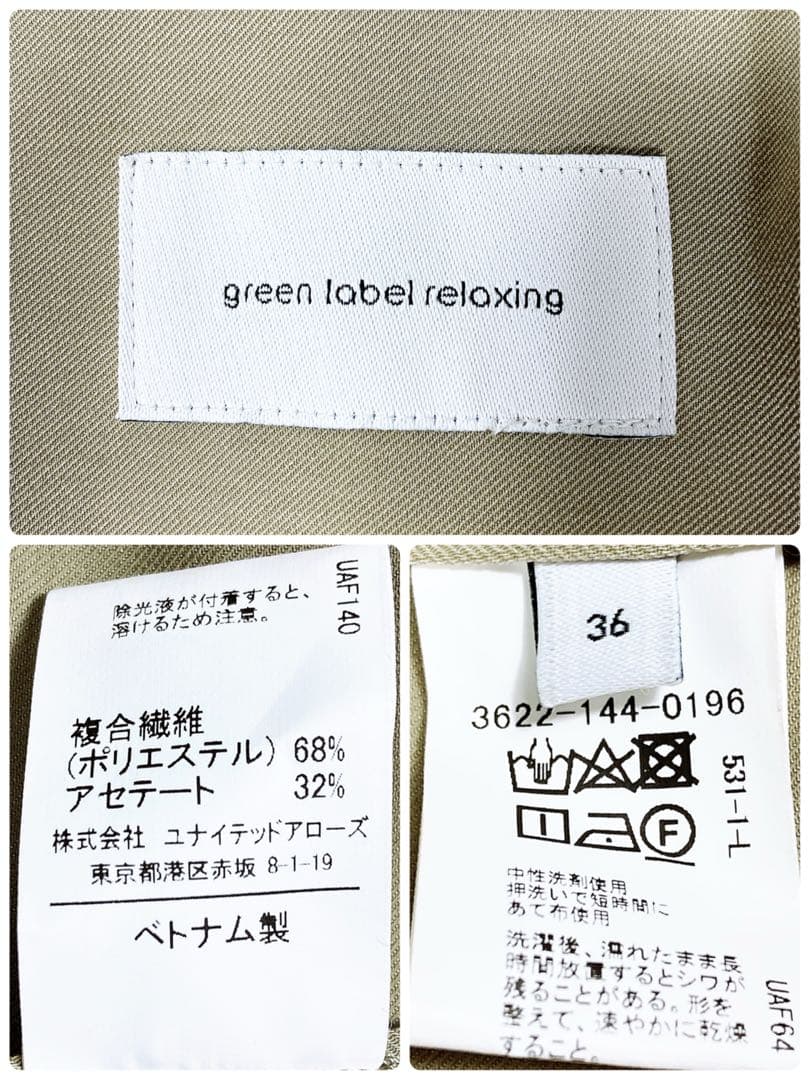 green label relaxing
UAF140
除光液が付着すると、
溶けるため注意。
複合繊維
(ポリエステル) 68%
アセテート 32%
株式会社 ユナイテッドアローズ
東京都港区赤坂 8-1-19
ベトナム製
36
3622-144-0196
531-1-L
F
中性洗剤使用
押洗いで短時間に
あて布使用
洗濯後、濡れたまま長
時間放置するとシワが
残ることがある。形を
整えて、速やかに乾燥
すること。
UAF64